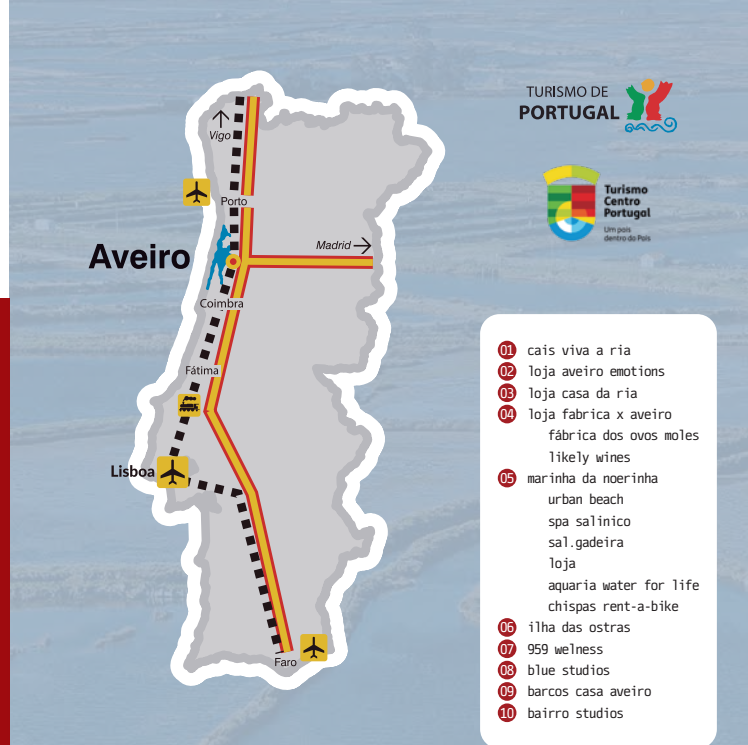 TURISMO DE
PORTUGAL
Vigo
Turismo
Centro
Portugal
Um país
dentro do País
Porto
Aveiro
Madrid
Coimbra
Fátima
Lisboa
Faro
01 cais viva a ria
02 loja aveiro emotions
03 loja casa da ria
04 loja fabrica x aveiro
fábrica dos ovos moles
likely wines
05 marinha da noerinha
urban beach
spa salinico
sal.gadeira
loja
aquaria water for life
chispas rent-a-bike
06 ilha das ostras
07 959 welness
08 blue studios
09 barcos casa aveiro
10 bairro studios